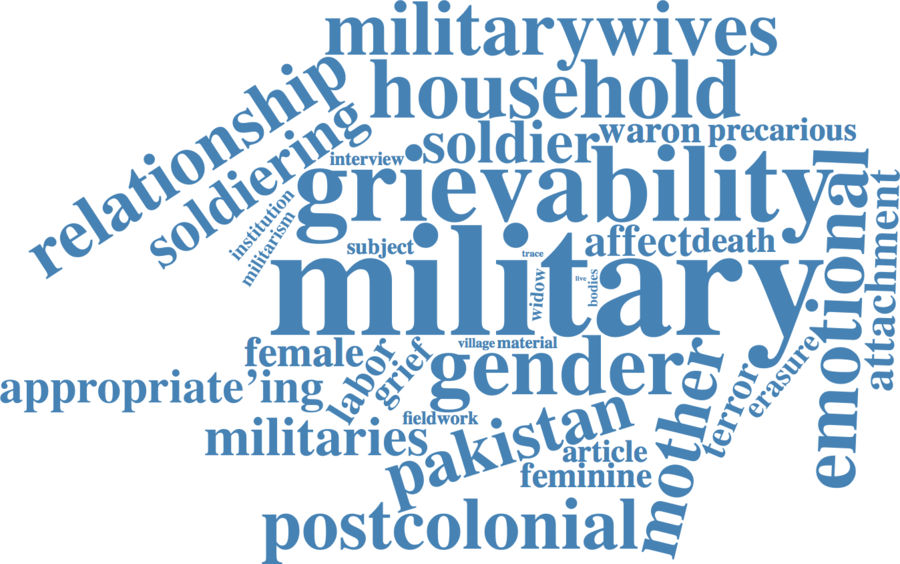 militarywives
household
relationship
soldiering
waron precarious
soldier
interview
grievability
institution
militarism
emotional
attachment
subject
affect
death
military
trace
live
widow
bodies
village
material
female
labor
grief
gender
mother
terror
erasure
appropriate’ing
fieldwork
militaries
pakistan
article
feminine
postcolonial